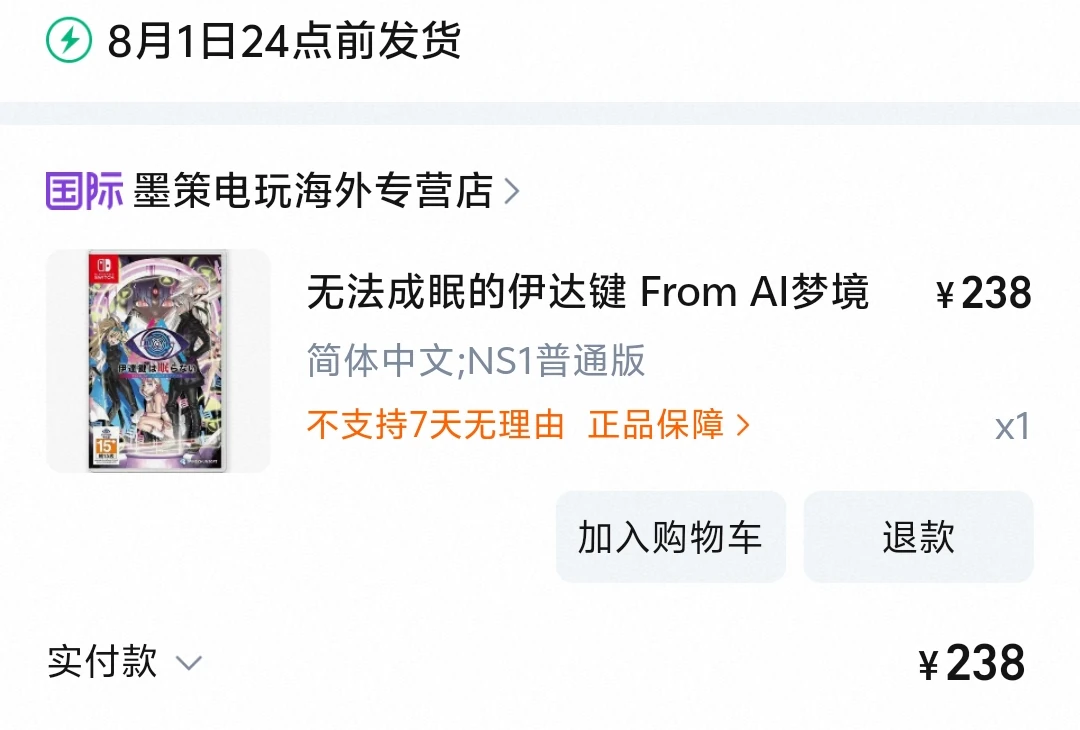 8月1日24点前发货
国际 墨策电玩海外专营店
无法成眠的伊达键 From AI梦境 ¥238
简体中文;NS1普通版
不支持7天无理由 正品保障 x1
伊達鍵は眠らない
15+
加入购物车 退款
实付款 ¥238